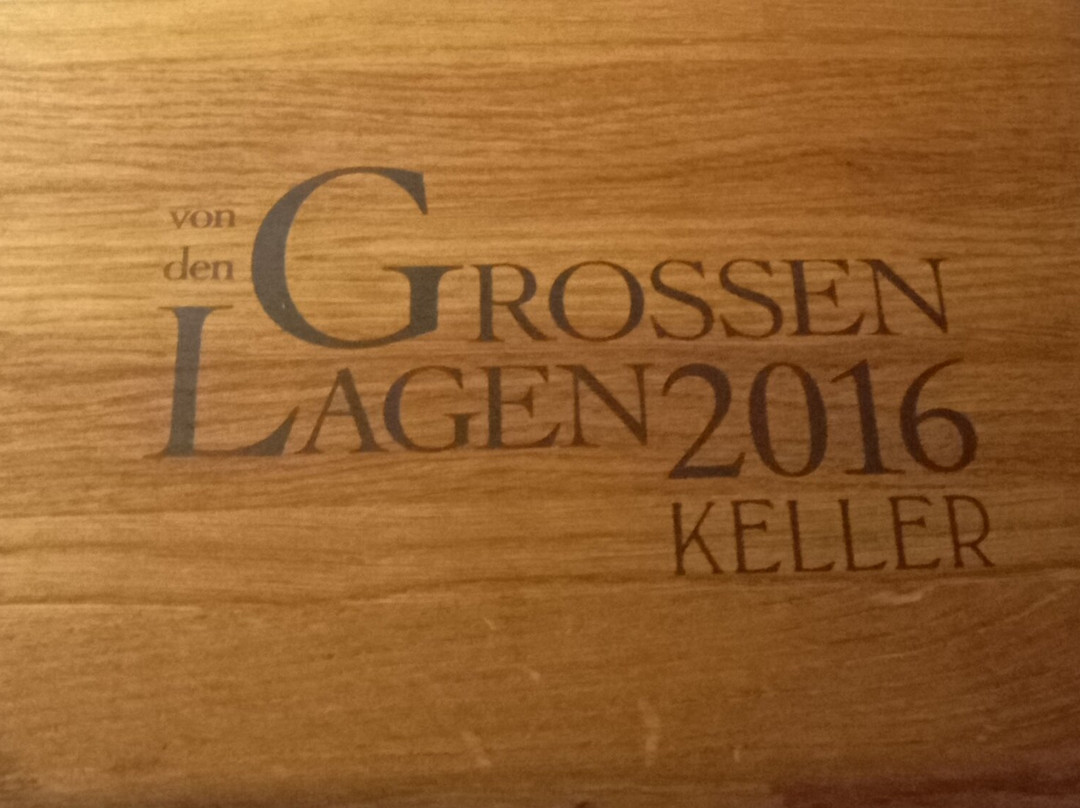 von
den
GROSSEN
LAGEN 2016
KELLER